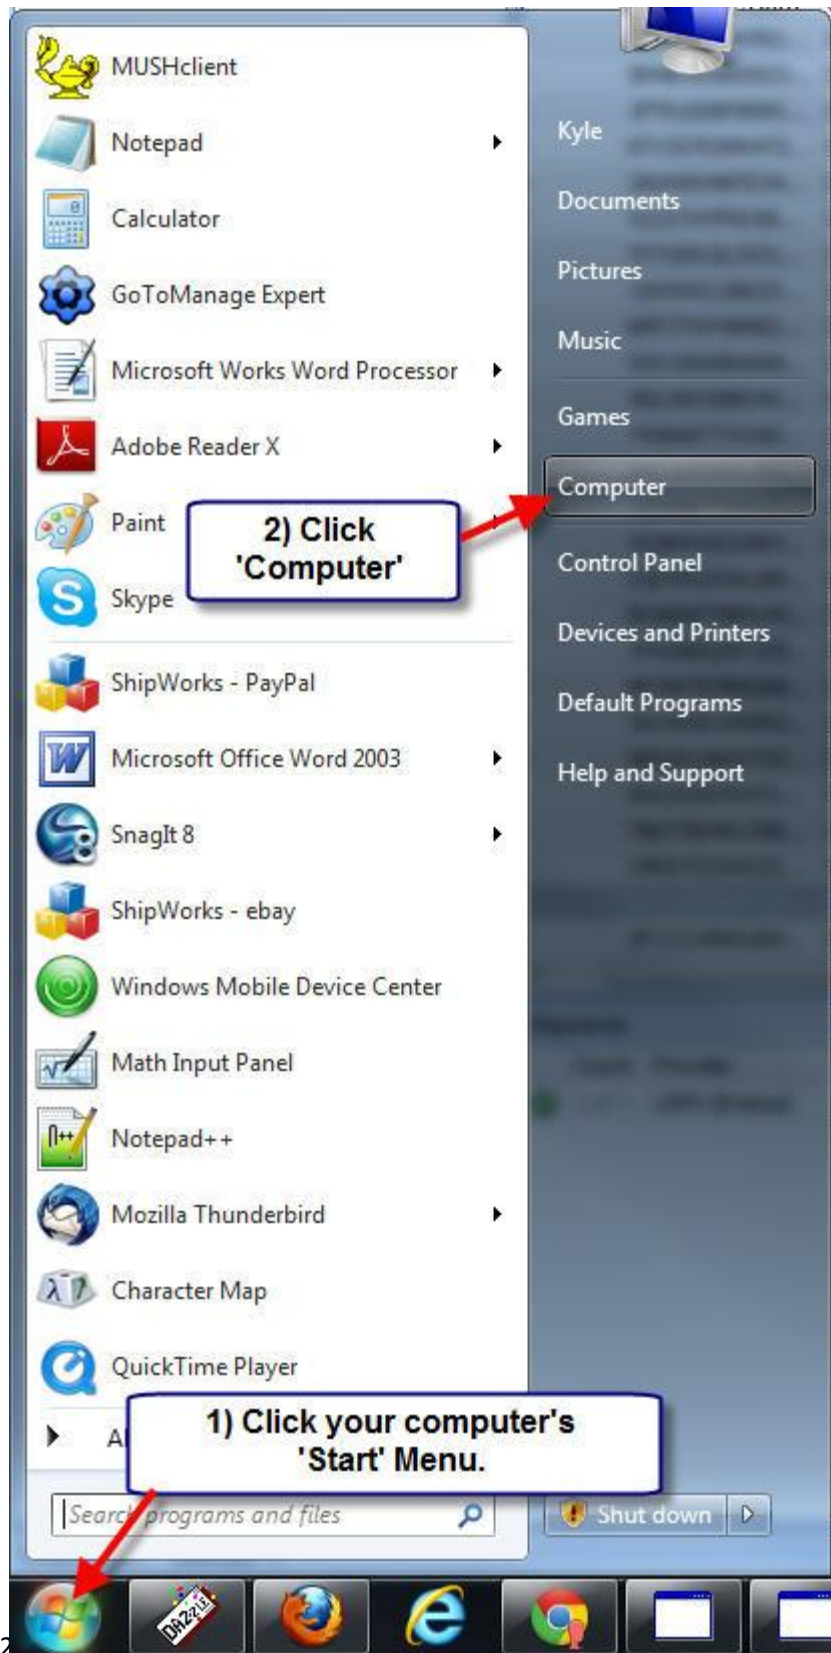 MUSHclient
Notepad
Calculator
GoToManage Expert
Microsoft Works Word Processor
Adobe Reader X
Paint
Skype
2) Click
'Computer'
ShipWorks - PayPal
Microsoft Office Word 2003
SnagIt 8
ShipWorks - ebay
Windows Mobile Device Center
Math Input Panel
Notepad++
Mozilla Thunderbird
Character Map
QuickTime Player
1) Click your computer's
'Start' Menu.
Search programs and files
Kyle
Documents
Pictures
Music
Games
Computer
Control Panel
Devices and Printers
Default Programs
Help and Support
Shut down
DAZzLE
2